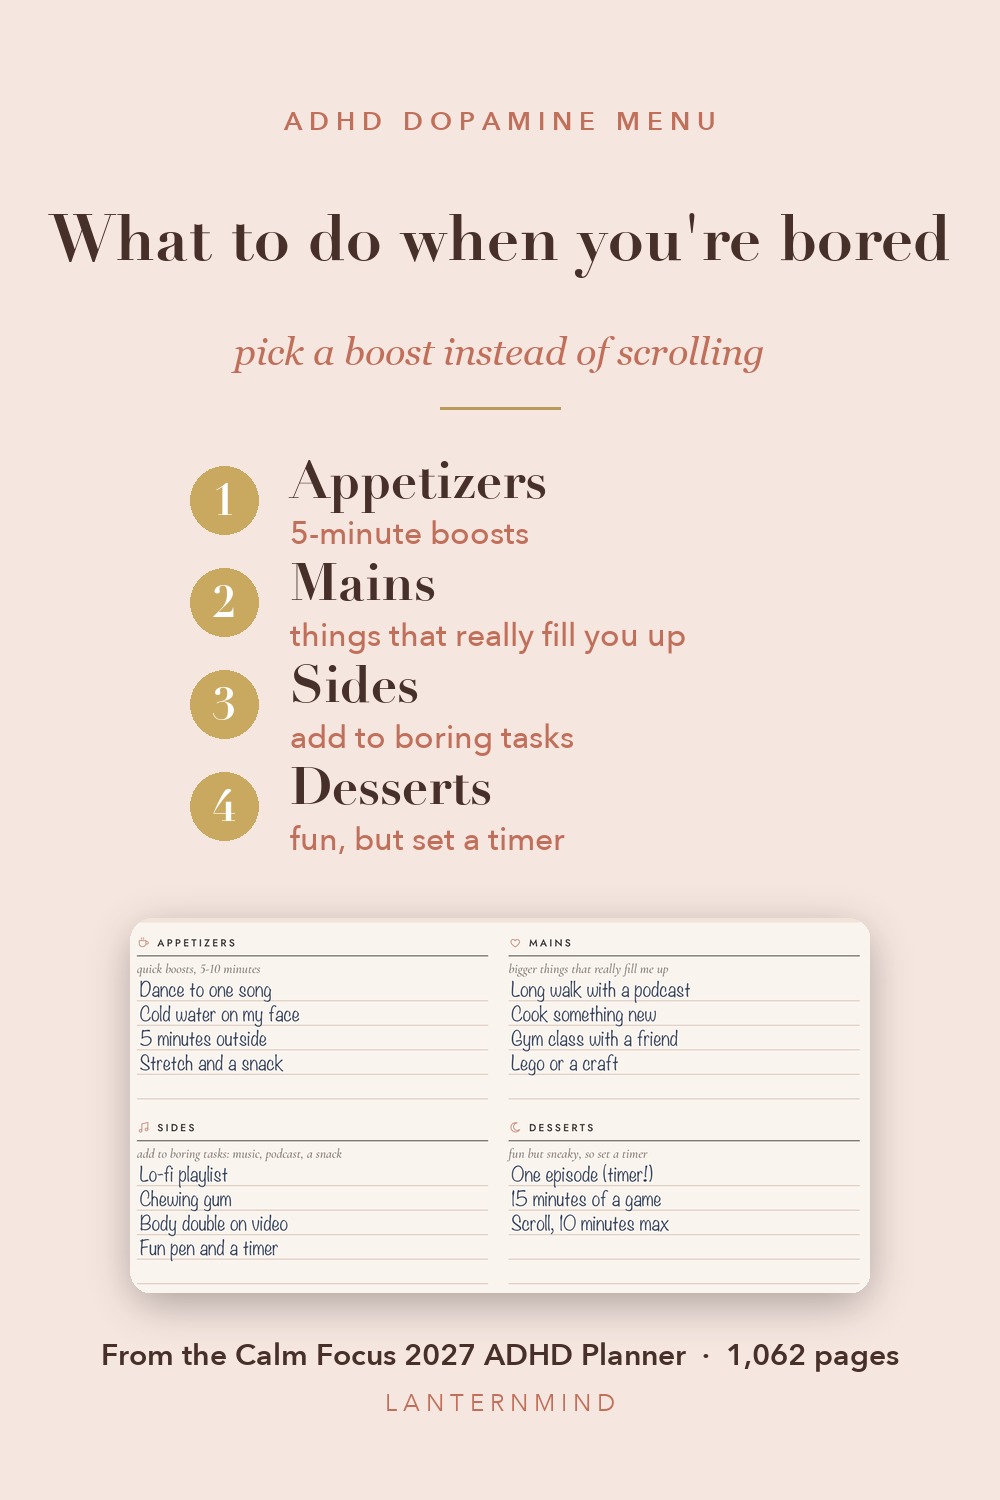 ADHD DOPAMINE MENU
What to do when you're bored
pick a boost instead of scrolling
1
Appetizers
5-minute boosts
2
Mains
things that really fill you up
3
Sides
add to boring tasks
4
Desserts
fun, but set a timer
APPETIZERS
quick boosts, 5-10 minutes
Dance to one song
Cold water on my face
5 minutes outside
Stretch and a snack
MAINS
bigger things that really fill me up
Long walk with a podcast
Cook something new
Gym class with a friend
Lego or a craft
SIDES
add to boring tasks: music, podcast, a snack
Lo-fi playlist
Chewing gum
Body double on video
Fun pen and a timer
DESSERTS
fun but sneaky, so set a timer
One episode (timer!)
15 minutes of a game
Scroll, 10 minutes max
From the Calm Focus 2027 ADHD Planner · 1,062 pages
LANTERNMIND